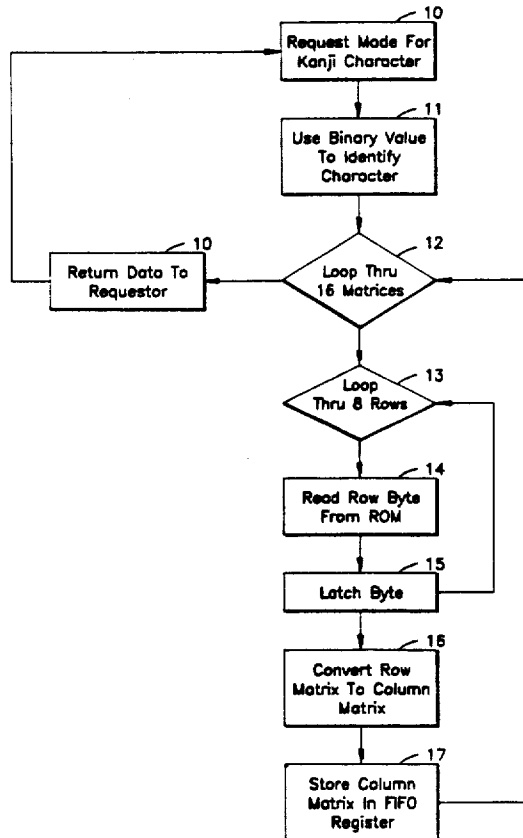 10
Request Mode For
Kanji Character
11
Use Binary Value
To Identify
Character
10
Return Data To
Requestor
12
Loop Thru
16 Matrices
13
Loop
Thru 8 Rows
14
Read Row Byte
From ROM
15
Latch Byte
16
Convert Row
Matrix To Column
Matrix
17
Store Column
Matrix In FIFO
Register